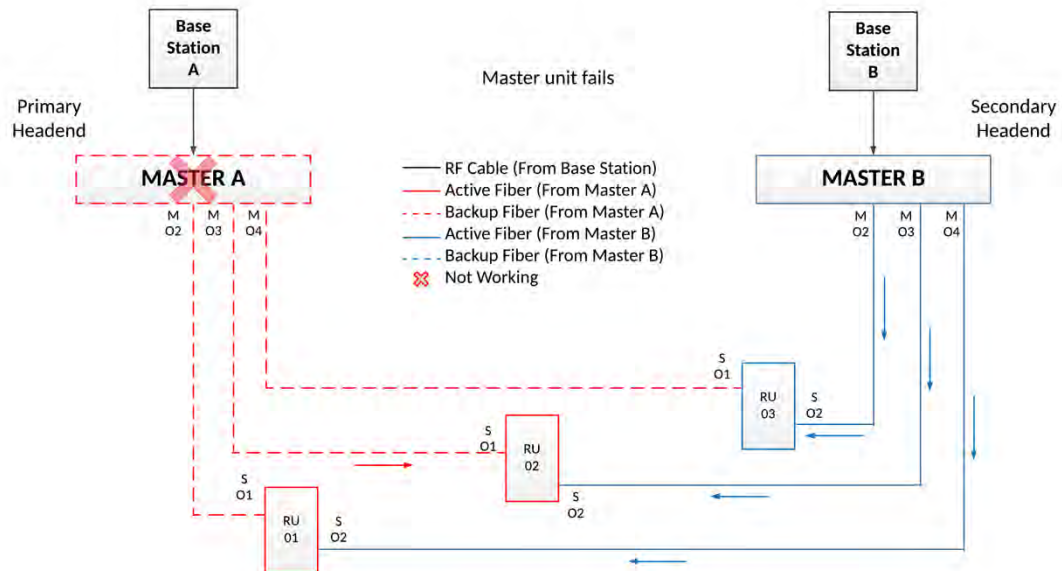 Base
Station
A
Base
Station
B
Master unit fails
Primary
Headend
Secondary
Headend
MASTER A
MASTER B
RF Cable (From Base Station)
Active Fiber (From Master A)
Backup Fiber (From Master A)
Active Fiber (From Master B)
Backup Fiber (From Master B)
Not Working
M
O2
M
O3
M
O4
M
O2
M
O3
M
O4
S
O1
RU
03
S
O2
S
O1
RU
02
S
O2
S
O1
RU
01
S
O2